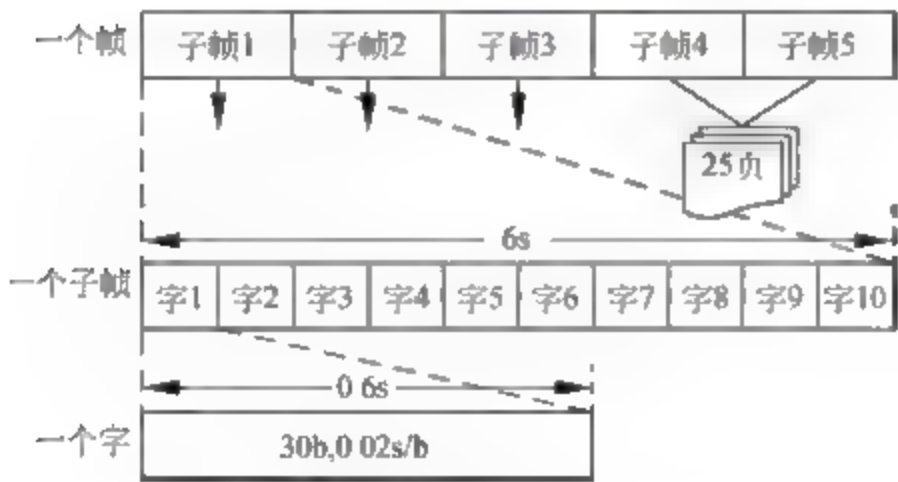 一个帧 子帧1 子帧2 子帧3 子帧4 子帧5
25页
6s
一个子帧 字1 字2 字3 字4 字5 字6 字7 字8 字9 字10
0 6s
一个字 30b,0 02s/b